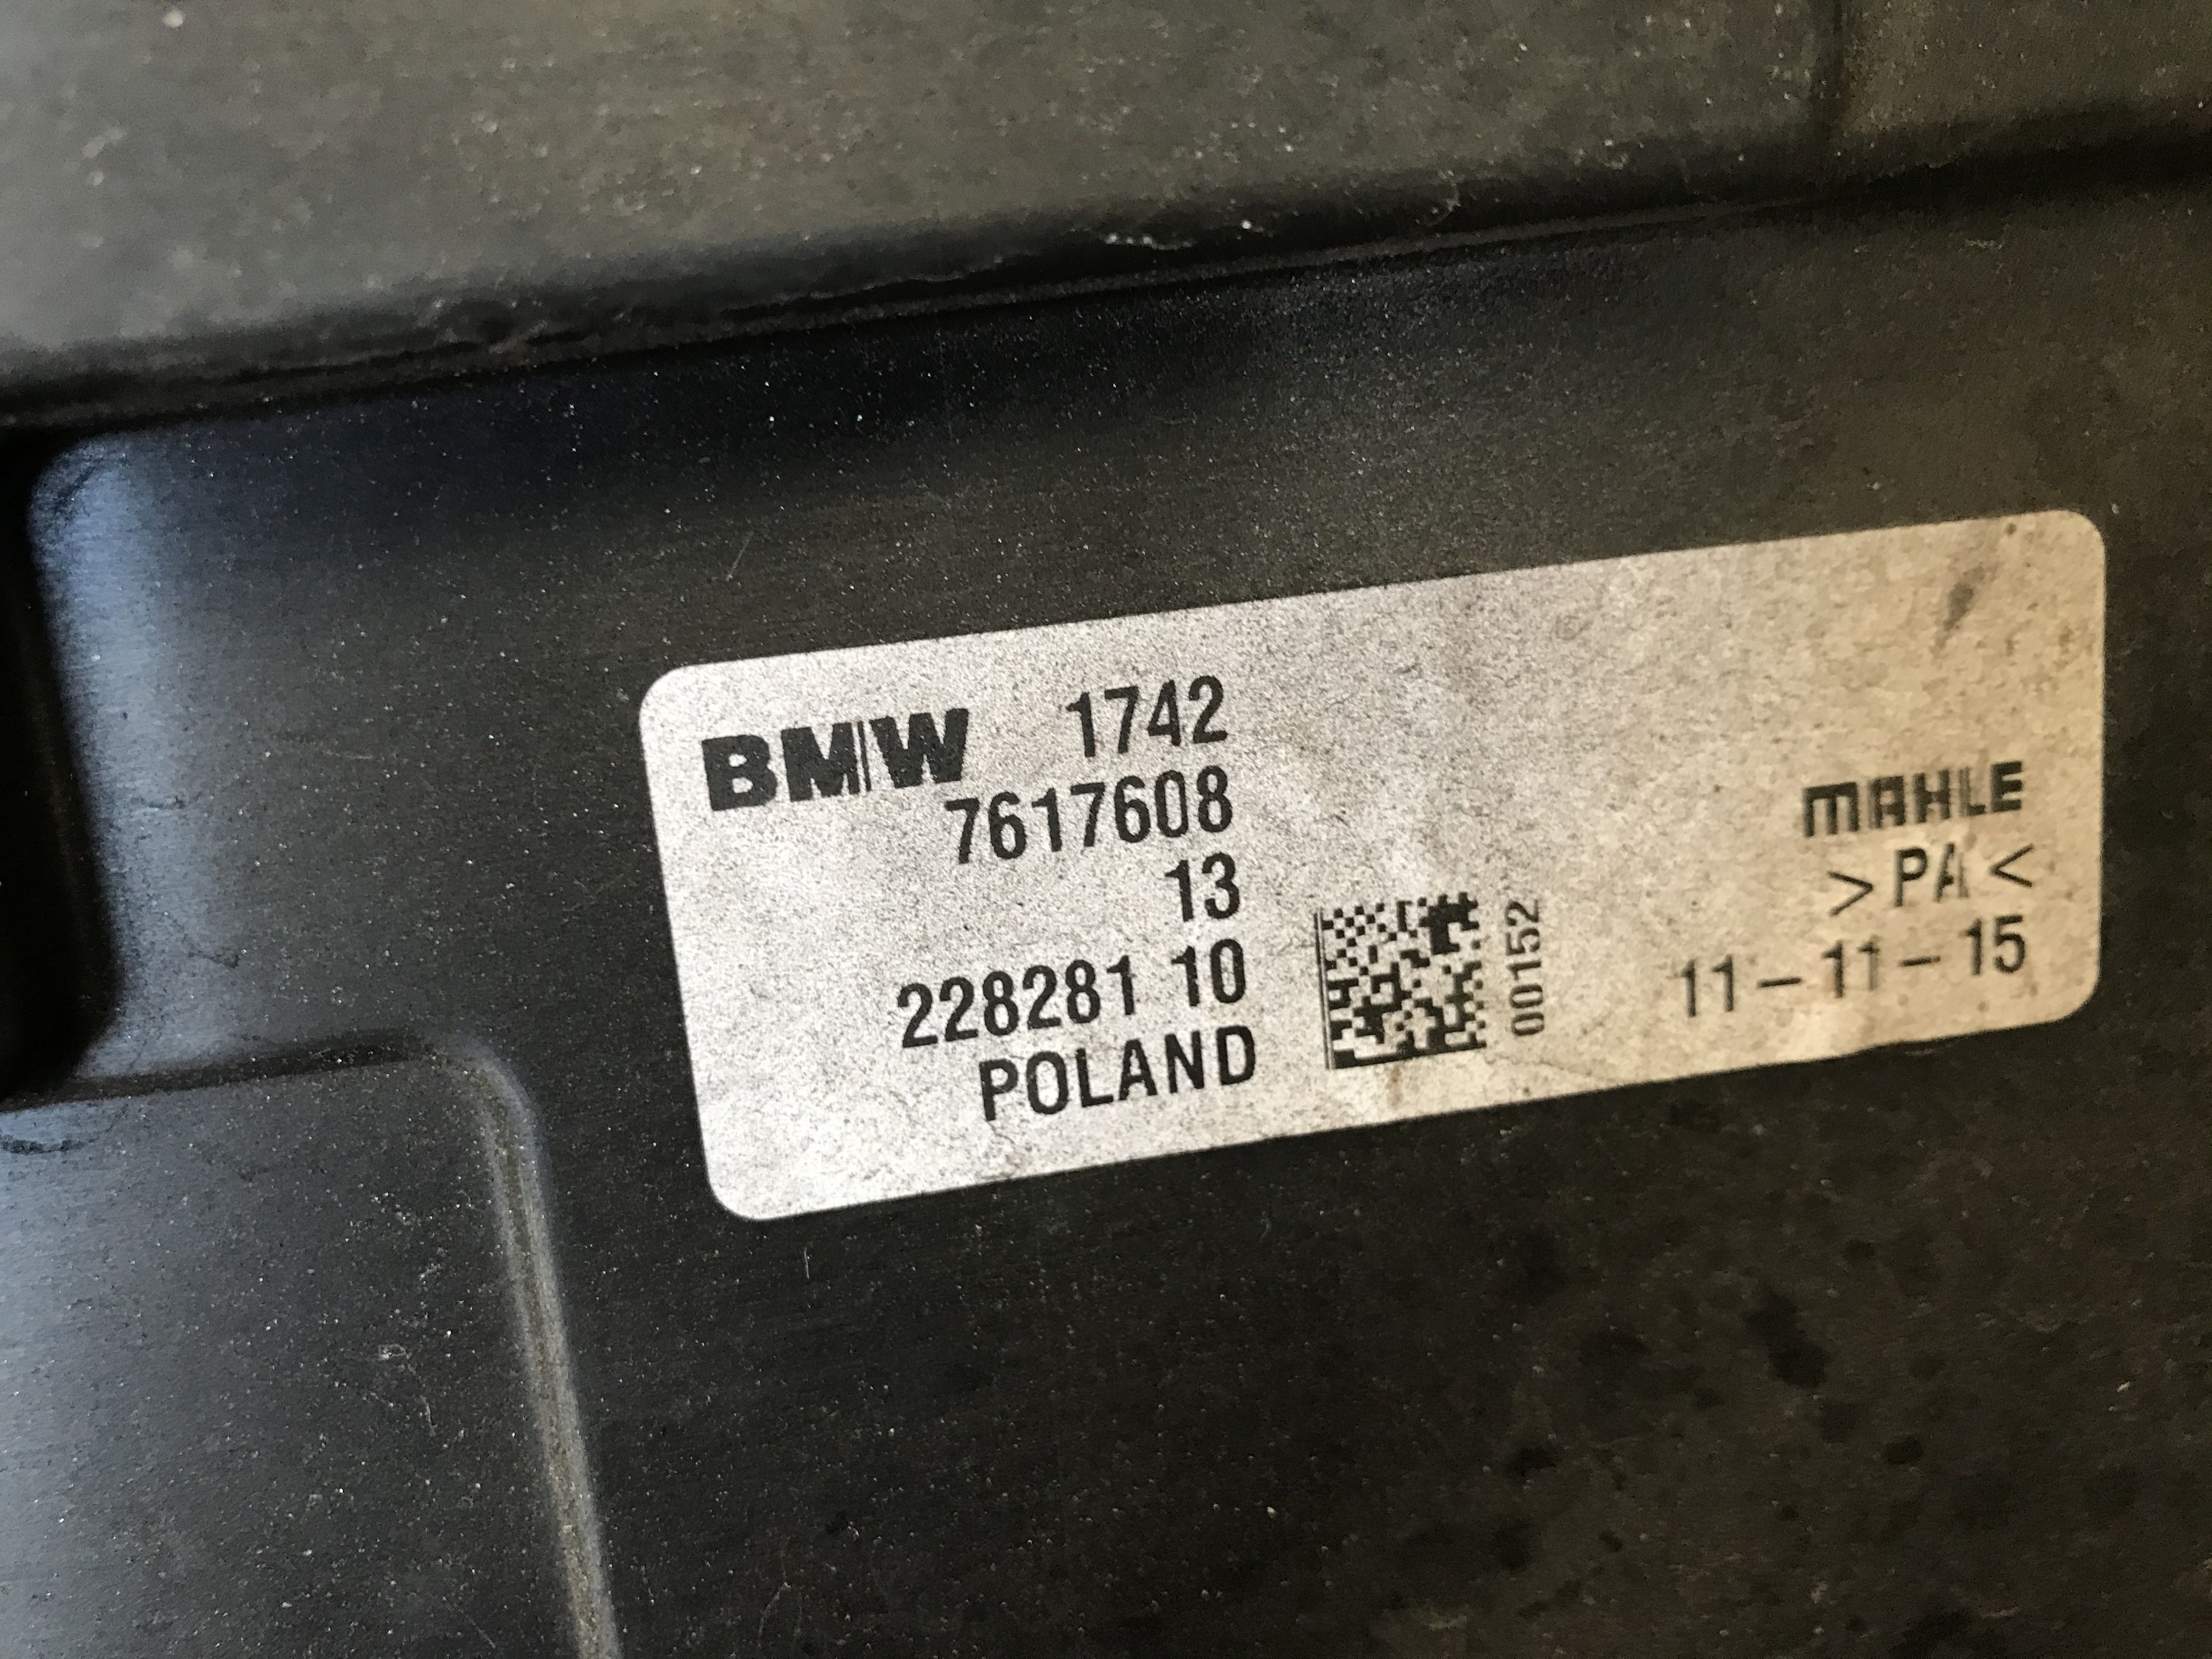 BMW 1742
7617608
13
228281 10
POLAND
00152
MAHLE
>PA<
11-11-15